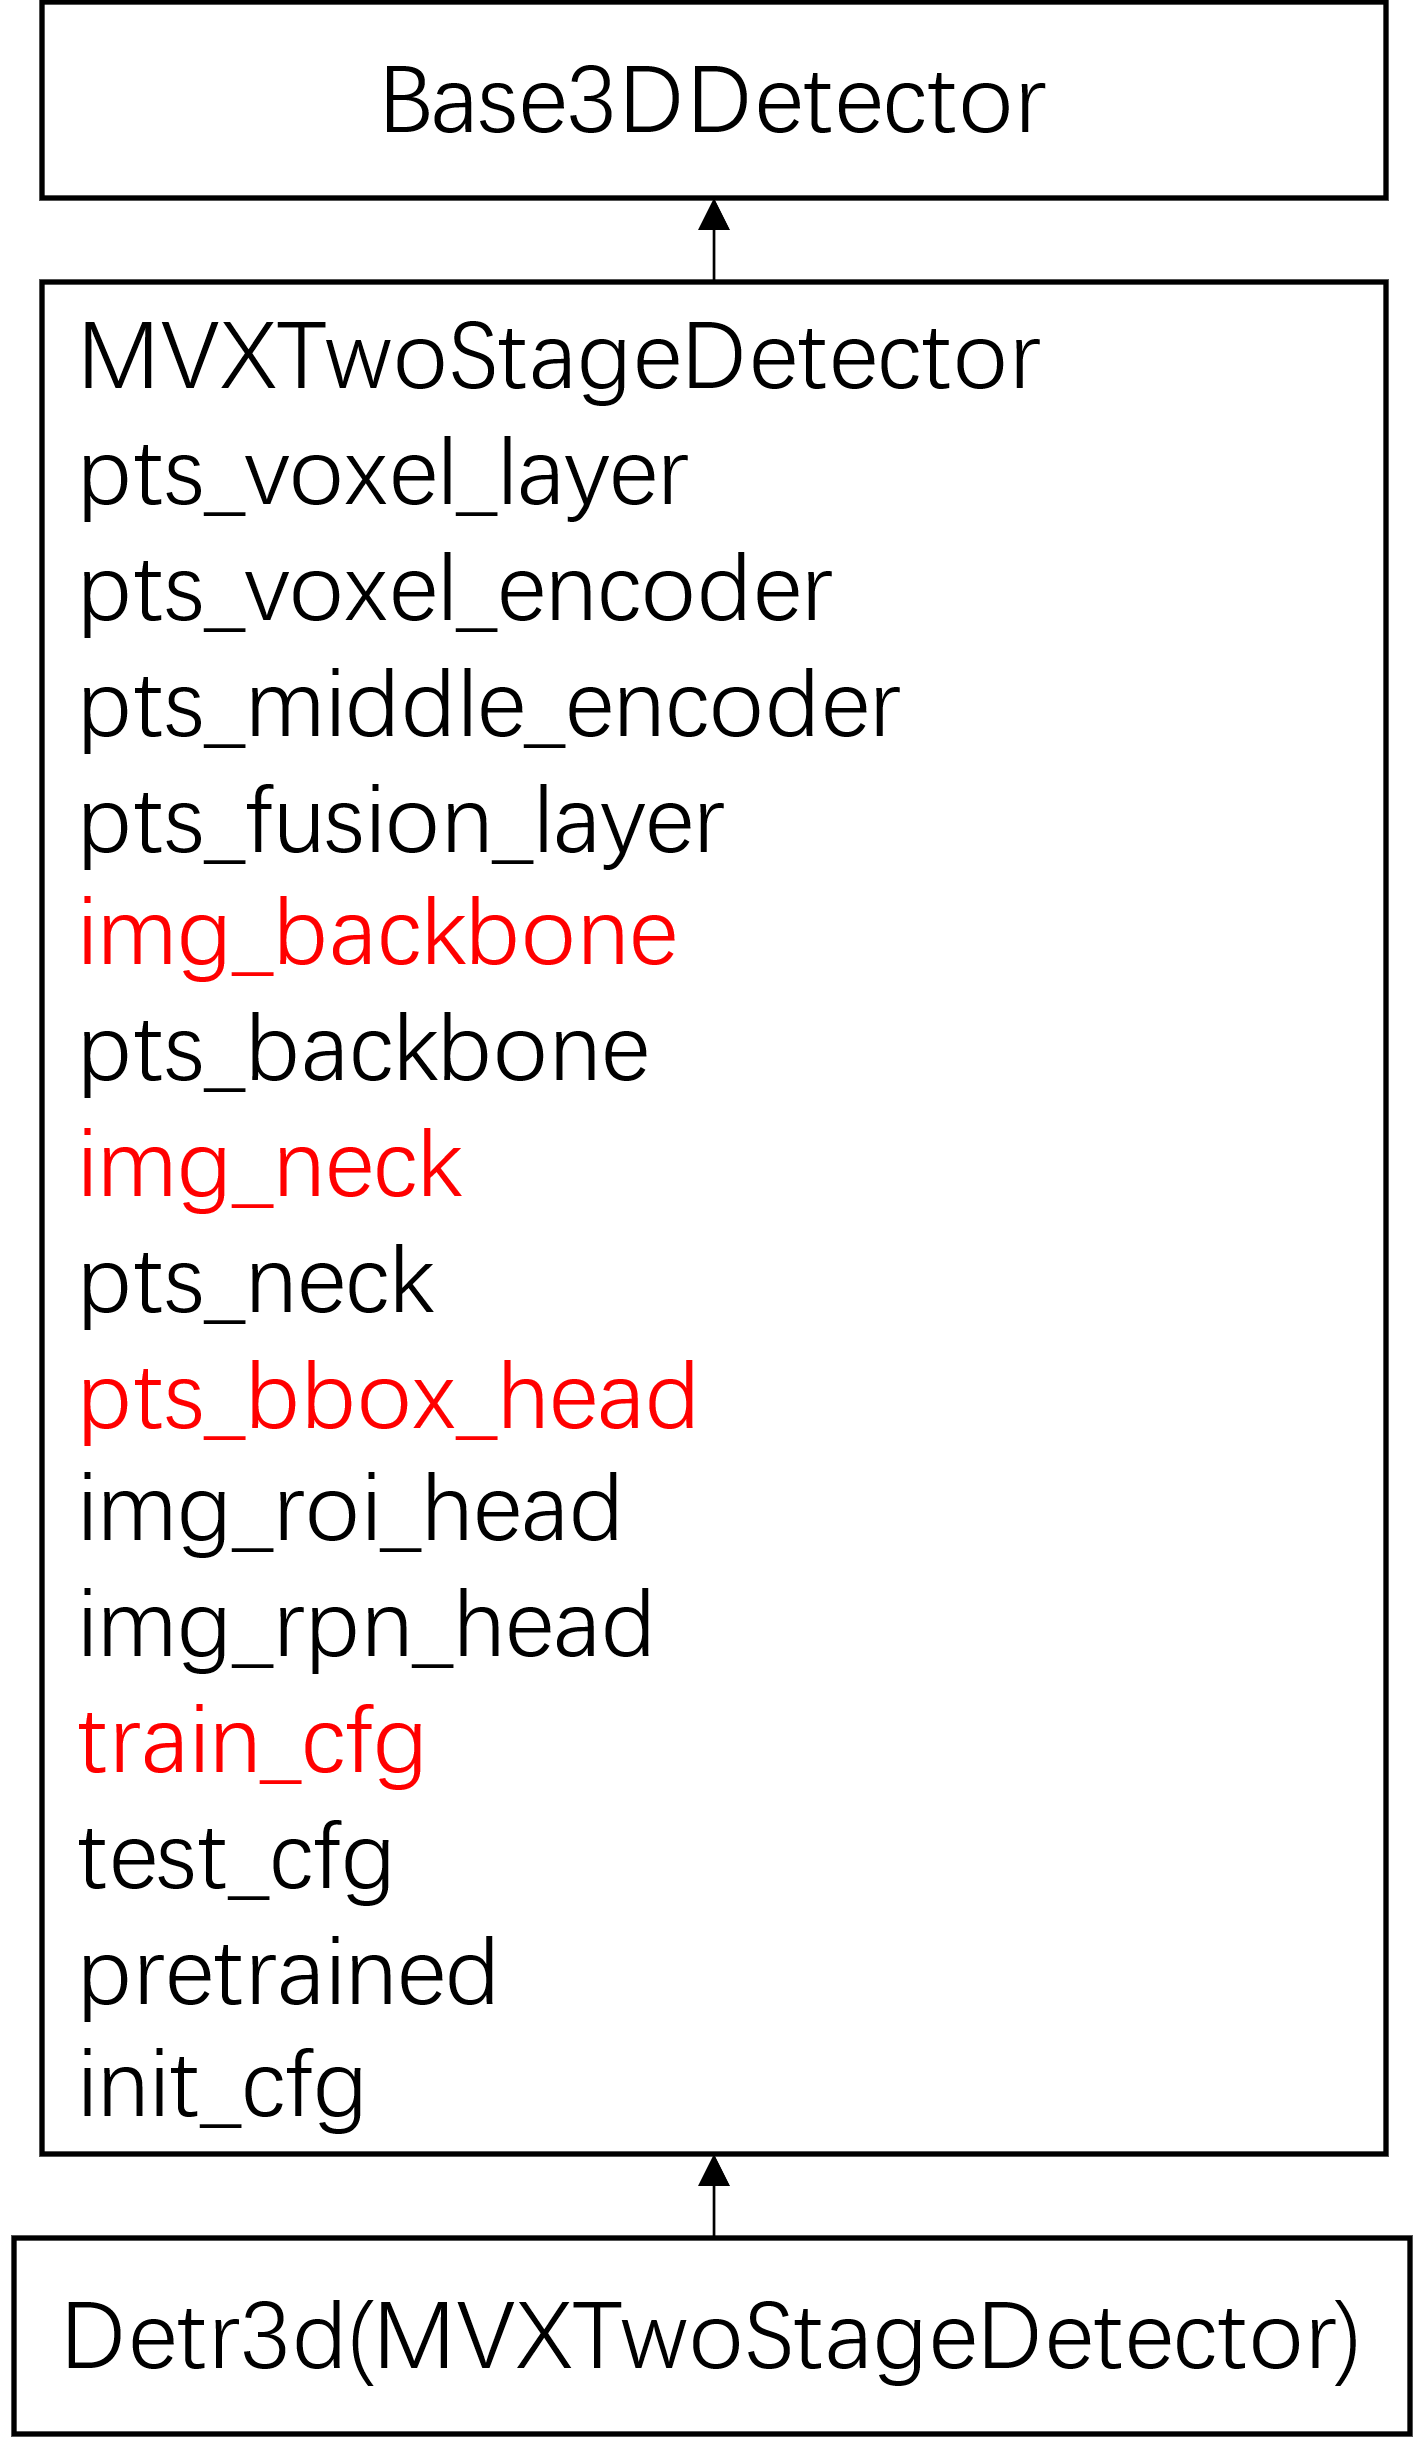 Base3DDetector
MVXTwoStageDetector
pts_voxel_layer
pts_voxel_encoder
pts_middle_encoder
pts_fusion_layer
img_backbone
pts_backbone
img_neck
pts_neck
pts_bbox_head
img_roi_head
img_rpn_head
train_cfg
test_cfg
pretrained
init_cfg
Detr3d(MVXTwoStageDetector)